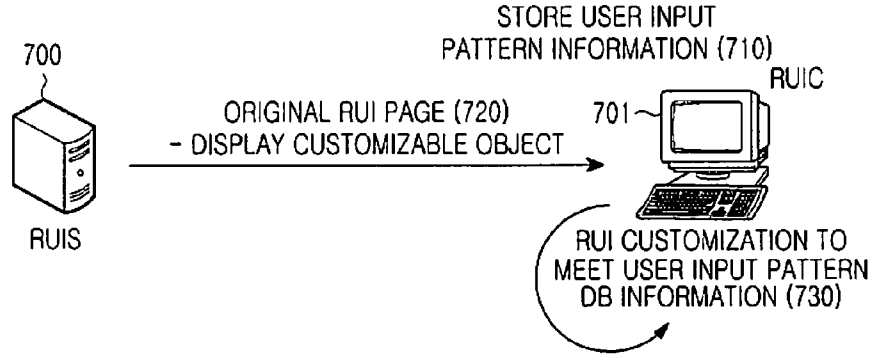 STORE USER INPUT
PATTERN INFORMATION (710)
700
RUIC
ORIGINAL RUI PAGE (720)
- DISPLAY CUSTOMIZABLE OBJECT
701
RUIS
RUI CUSTOMIZATION TO
MEET USER INPUT PATTERN
DB INFORMATION (730)